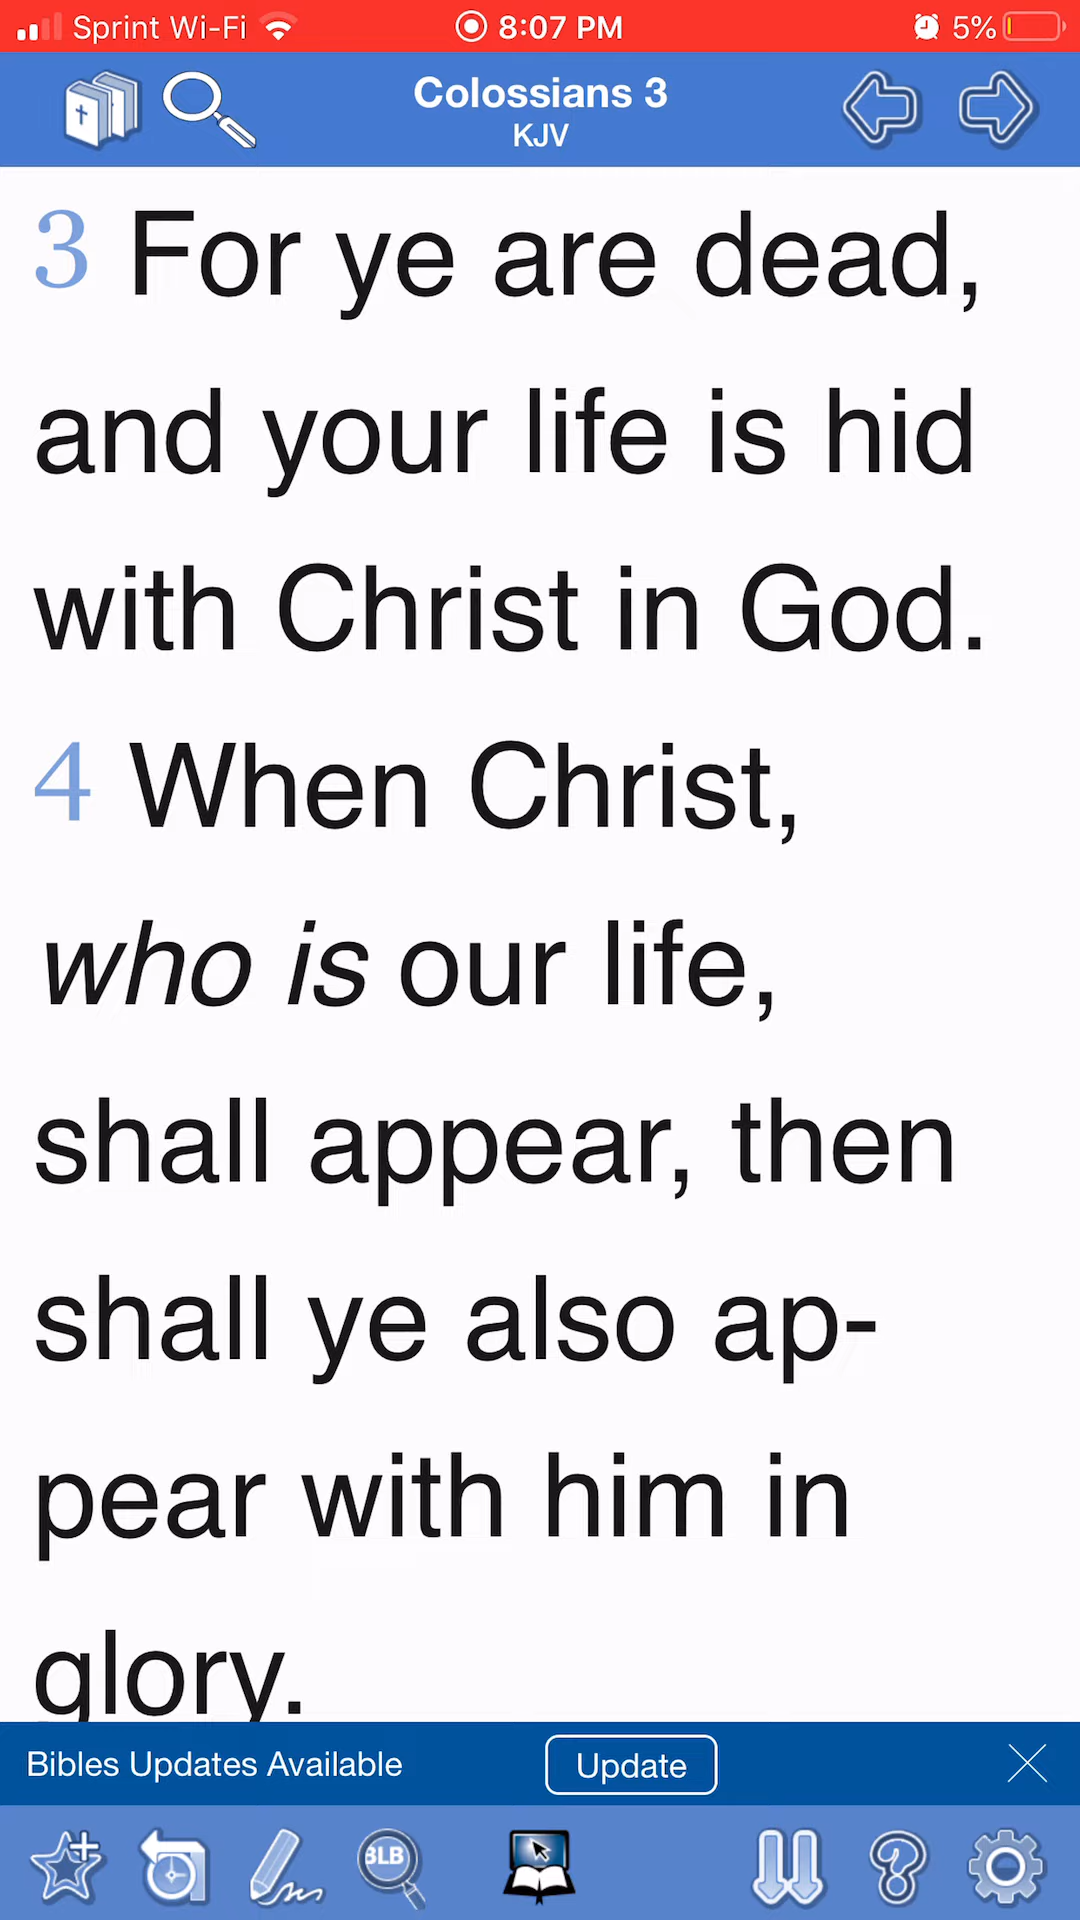 Sprint Wi-Fi 8:07 PM 5%
Colossians 3
KJV
3 For ye are dead,
and your life is hid
with Christ in God.
4 When Christ,
who is our life,
shall appear, then
shall ye also ap-
pear with him in
glory.
Bibles Updates Available Update
BLB